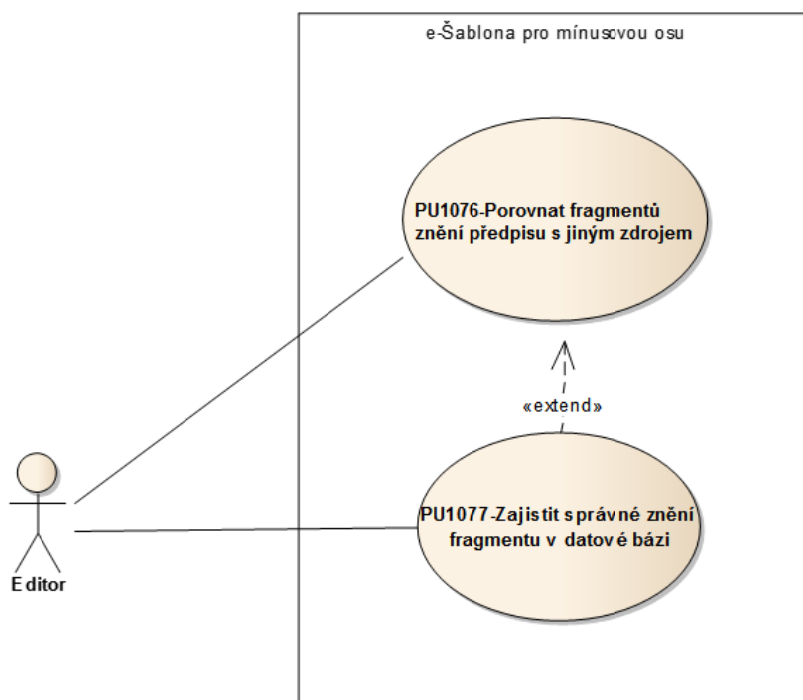 e-Šablona pro mínusovou osu
PU1076-Porovnat fragmentů
znění předpisu s jiným zdrojem
«extend»
PU1077-Zajistit správné znění
fragmentu v datové bázi
Editor